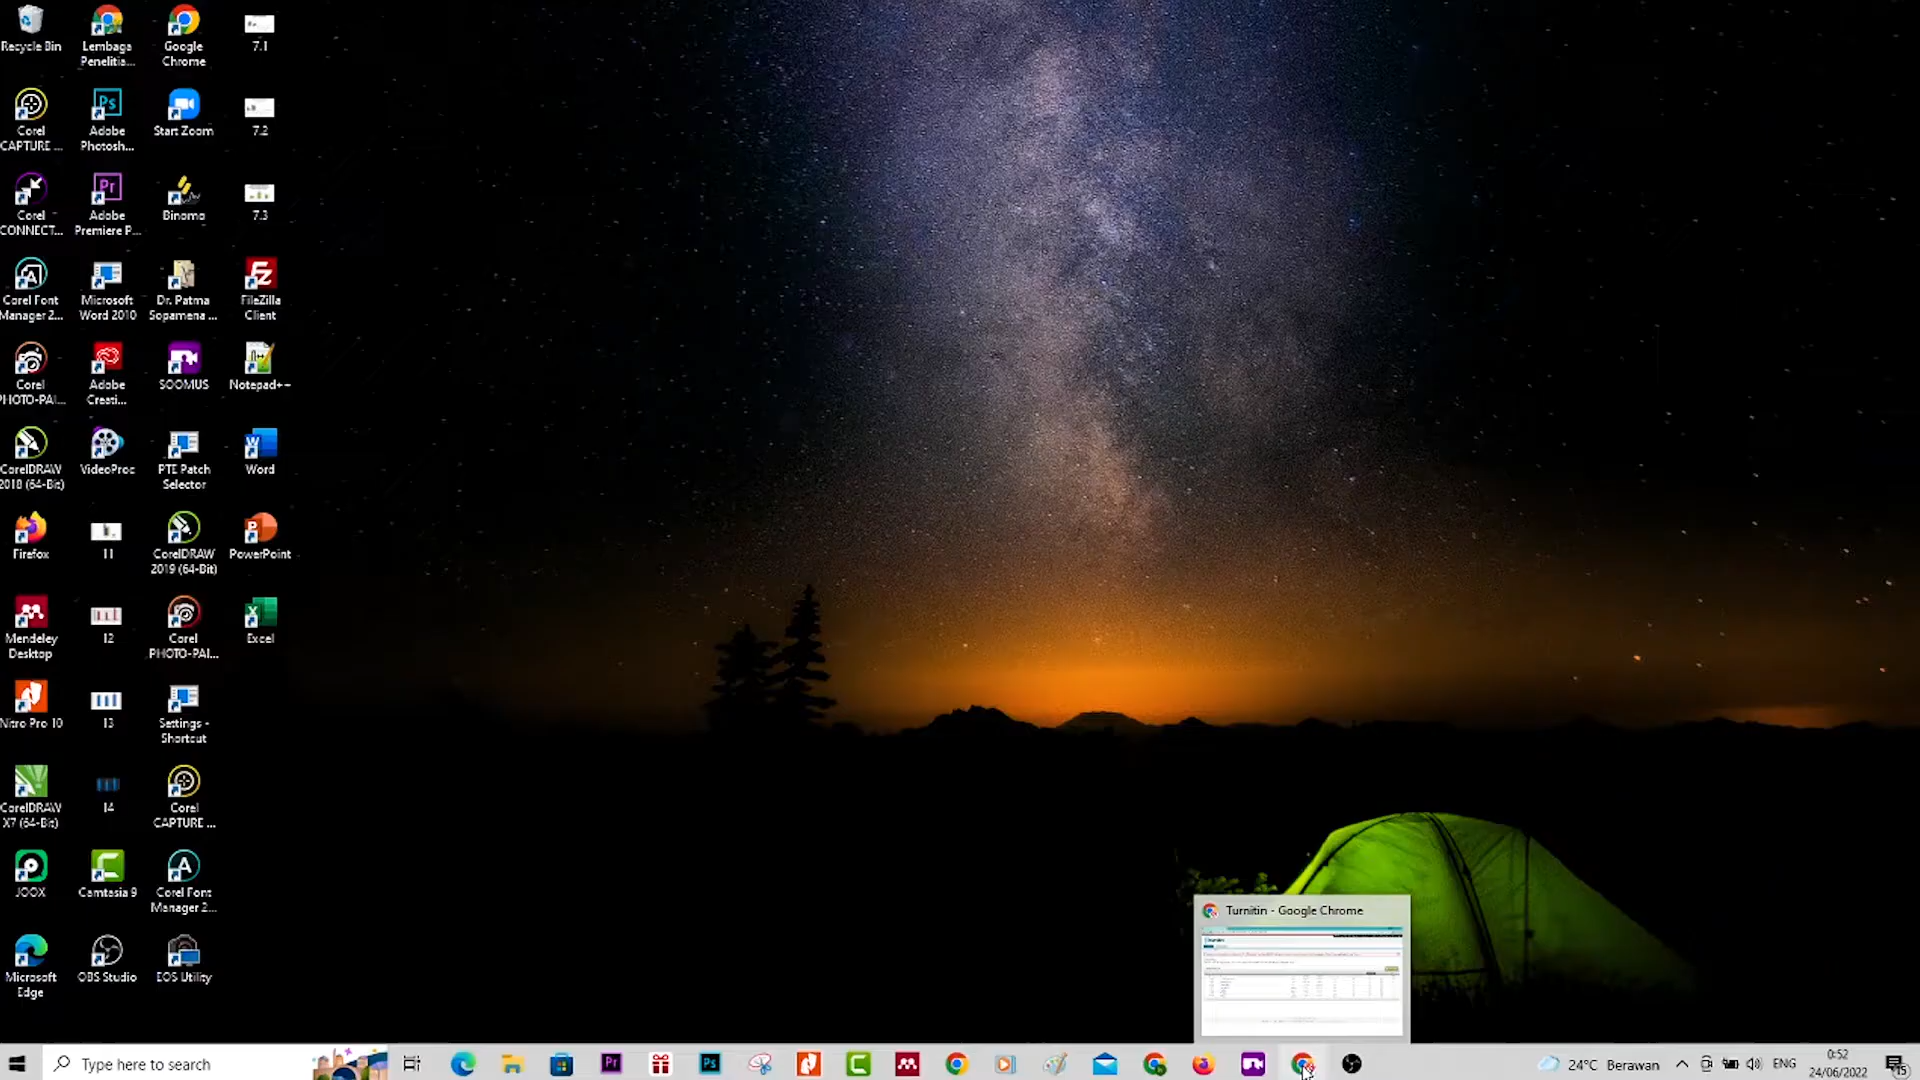 Recycle Bin
Lembaga
Penelitia...
Google
Chrome
7.1
Corel
CAPTURE ...
Adobe
Photosh...
Start Zoom
7.2
Corel
CONNECT...
Adobe
Premiere P...
Binomo
7.3
Corel Font
Manager 2...
Microsoft
Word 2010
Dr. Patma
Sopamena ...
FileZilla
Client
Corel
PHOTO-PAI...
Adobe
Creati...
SOOMUS
Notepad++
CorelDRAW
2018 (64-Bit)
VideoProc
PTE Patch
Selector
Word
Firefox
11
CorelDRAW
2019 (64-Bit)
PowerPoint
Mendeley
Desktop
12
Corel
PHOTO-PAI...
Excel
Nitro Pro 10
13
Settings -
Shortcut
CorelDRAW
X7 (64-Bit)
14
Corel
CAPTURE ...
JOOX
Camtasia 9
Corel Font
Manager 2...
Microsoft
Edge
OBS Studio
EOS Utility
Turnitin - Google Chrome
Type here to search
24°C Berawan
ENG
0:52
24/06/2022
15